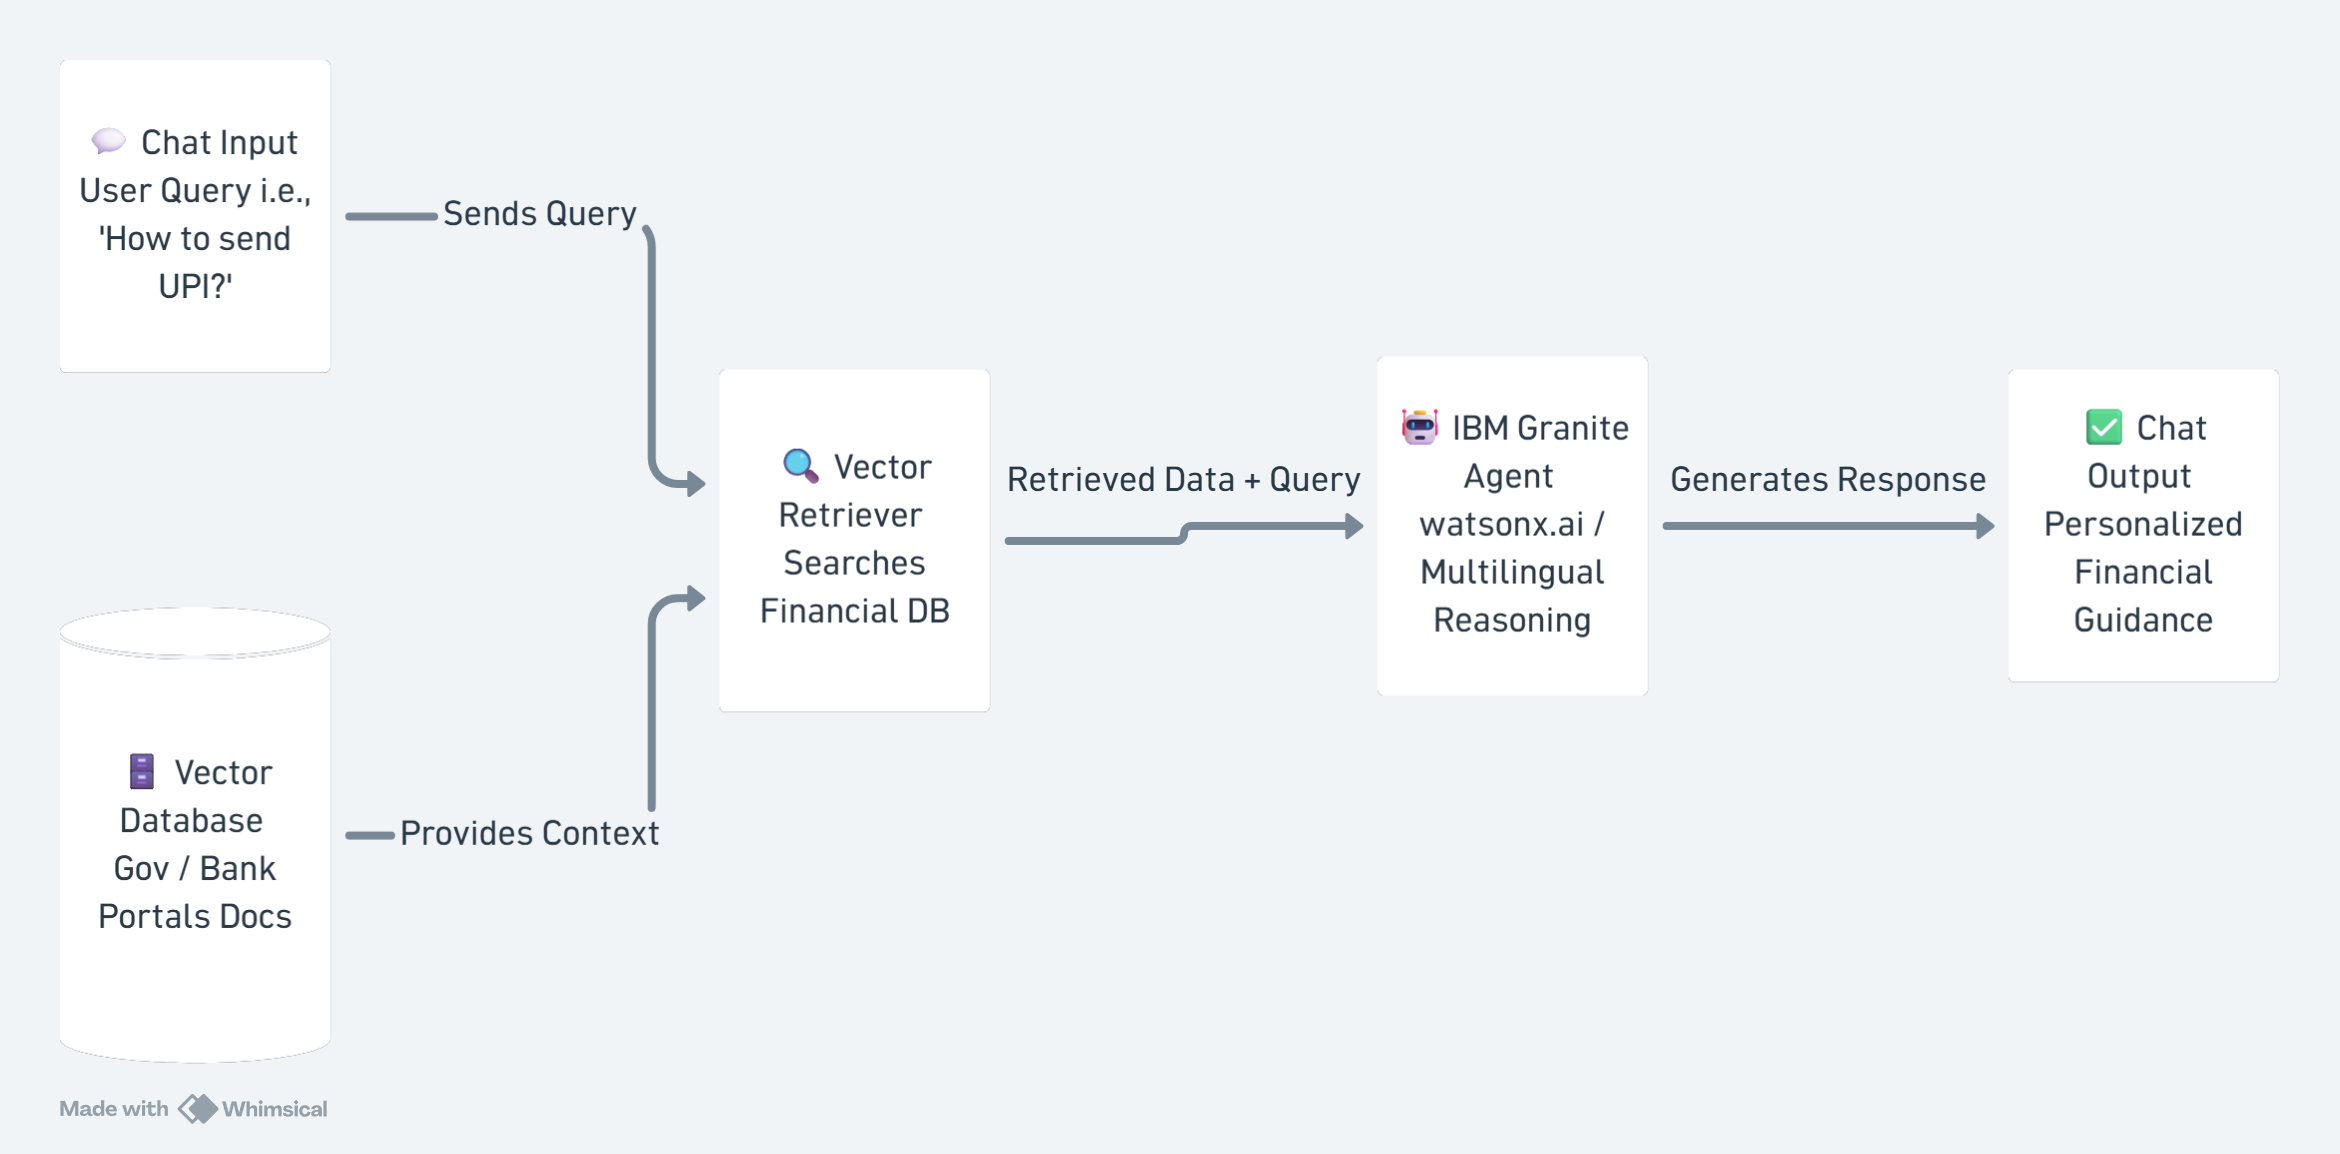 Chat Input
User Query i.e.,
'How to send
UPI?'
Sends Query
Vector
Database
Gov / Bank
Portals Docs
Provides Context
Vector
Retriever
Searches
Financial DB
Retrieved Data + Query
IBM Granite
Agent
watsonx.ai /
Multilingual
Reasoning
Generates Response
Chat
Output
Personalized
Financial
Guidance
Made with Whimsical